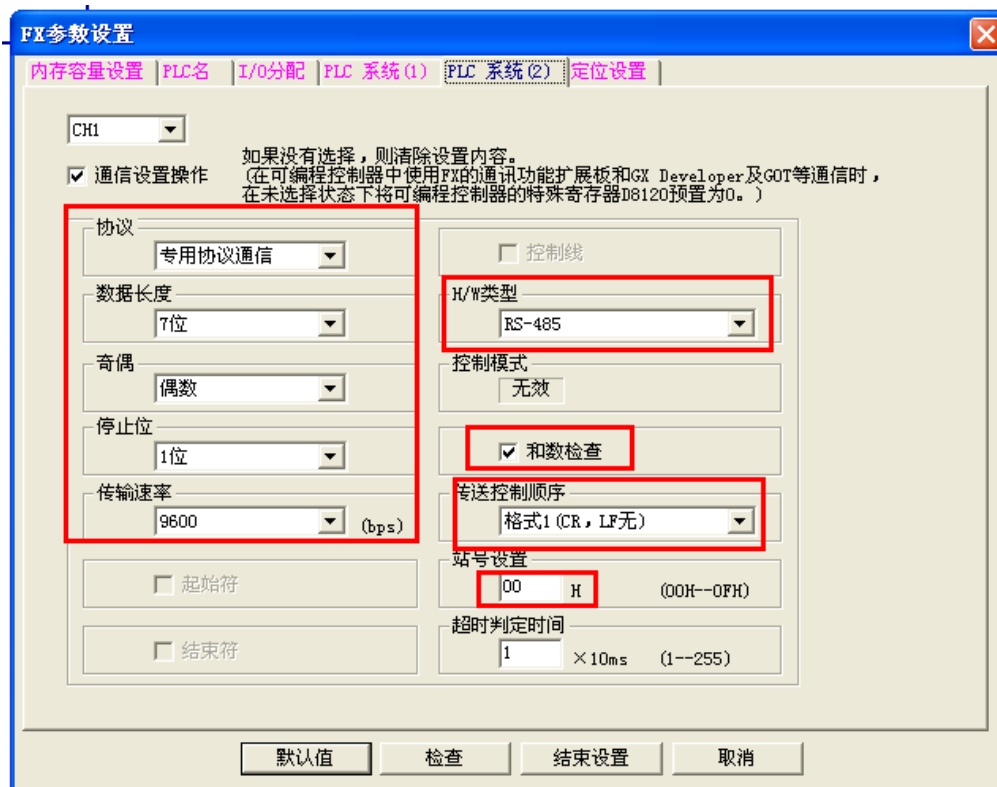 FX参数设置
内存容量设置 PLC名 I/O分配 PLC 系统(1) PLC 系统(2) 定位设置
CH1
通信设置操作
如果没有选择，则清除设置内容。
(在可编程控制器中使用FX的通讯功能扩展板和GX Developer及GOT等通信时，
在未选择状态下将可编程控制器的特殊寄存器D8120预置为0。)
协议
专用协议通信
控制线
数据长度
7位
H/W类型
RS-485
奇偶
偶数
控制模式
无效
停止位
1位
和数检查
传输速率
9600 (bps)
传送控制顺序
格式1(CR，LF无)
起始符
站号设置
00 H (00H--0FH)
结束符
超时判定时间
1 ×10ms (1--255)
默认值 检查 结束设置 取消